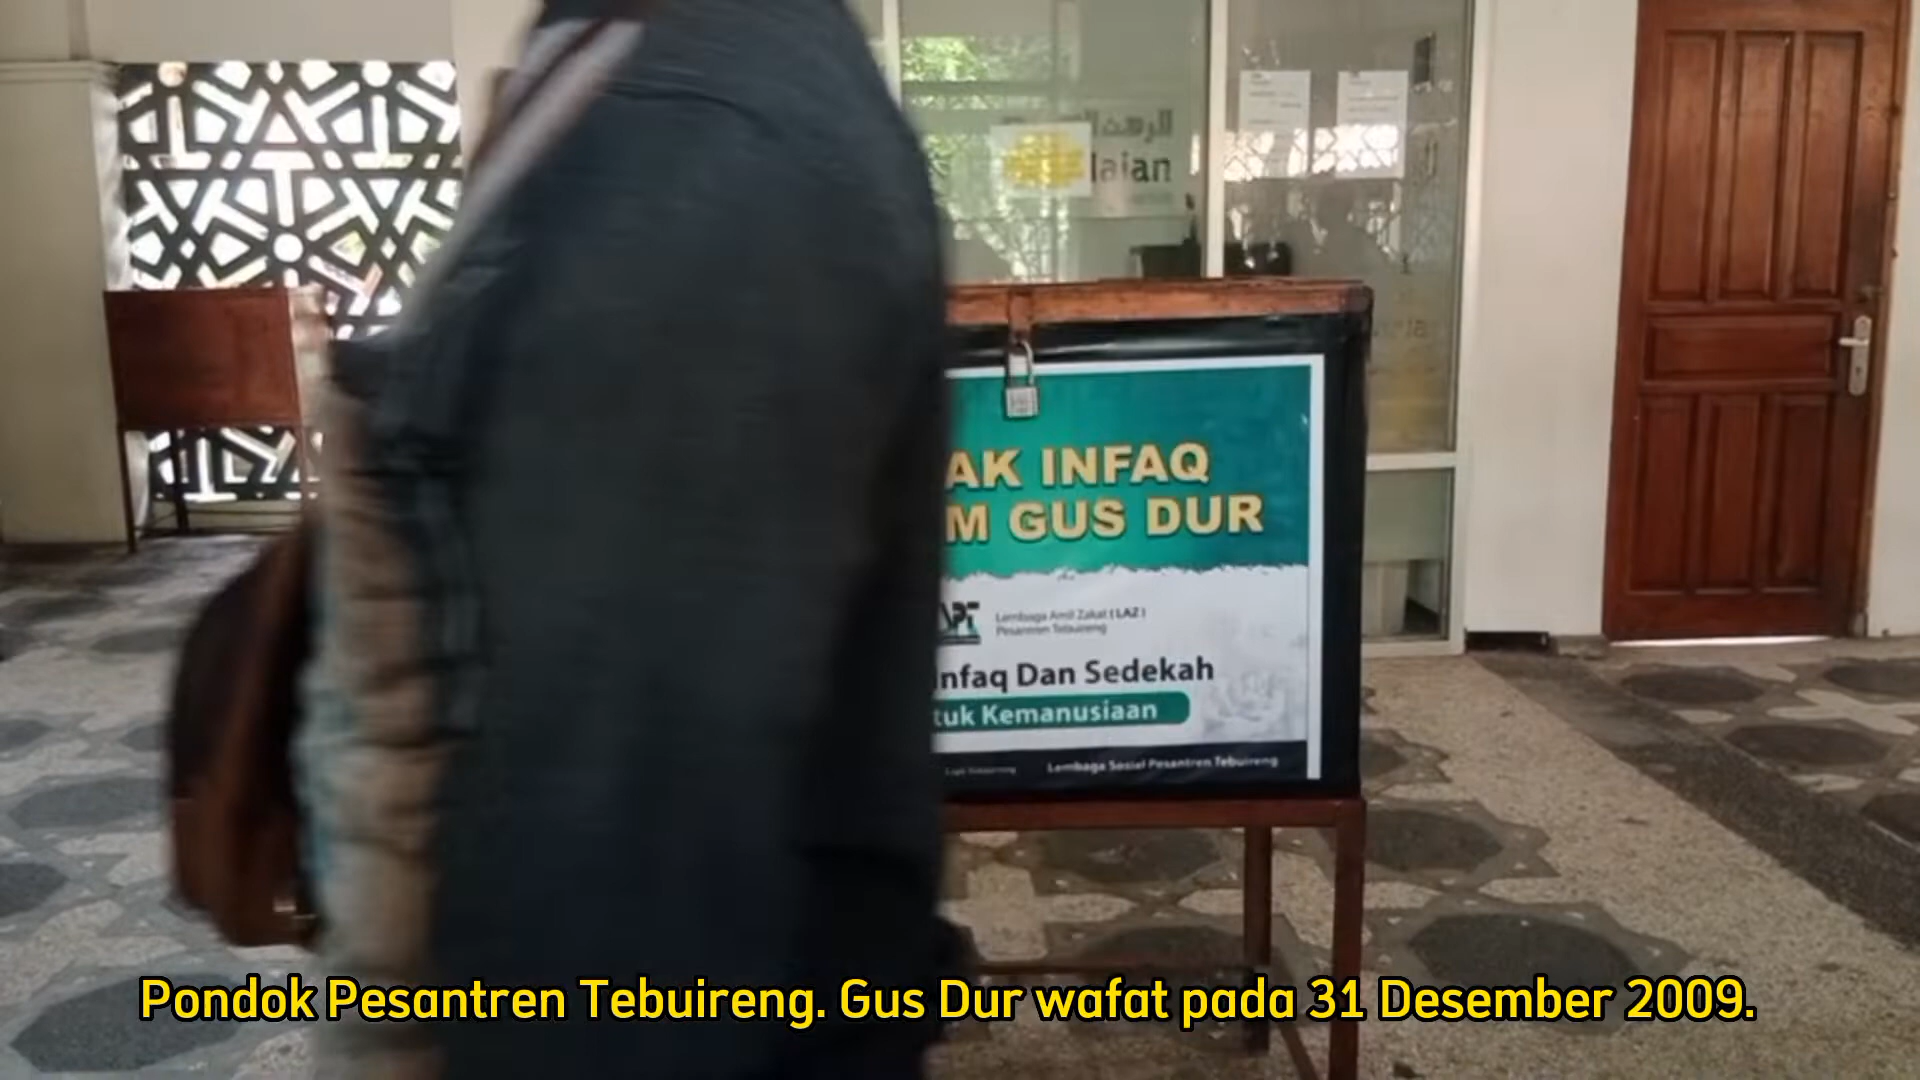 laian
AK INFAQ
M GUS DUR
Lembaga Amil Zakat (LAZ)
Pesantren Tebuireng
nfaq Dan Sedekah
tuk Kemanusiaan
Lembaga Sosial Pesantren Tebuireng
Pondok Pesantren Tebuireng. Gus Dur wafat pada 31 Desember 2009.